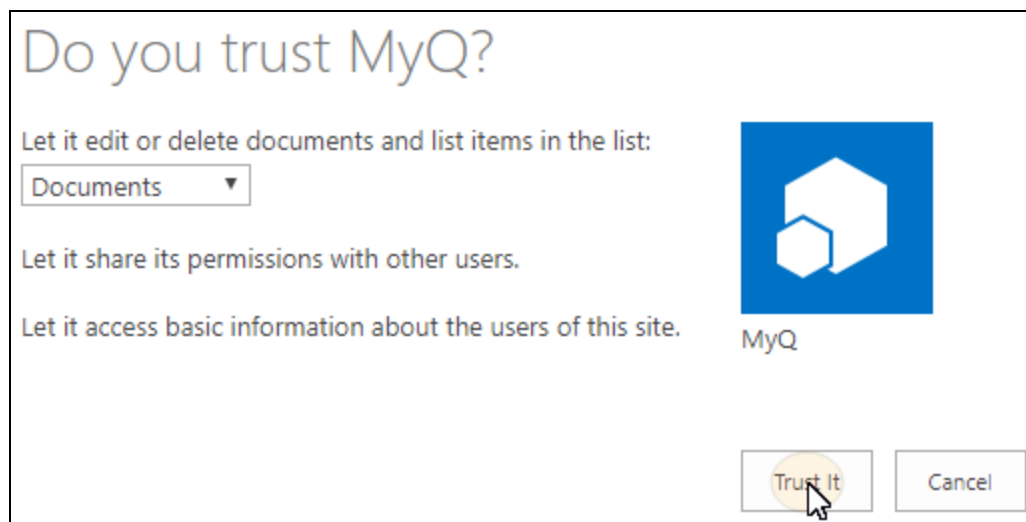 Do you trust MyQ?
Let it edit or delete documents and list items in the list:
Documents
Let it share its permissions with other users.
Let it access basic information about the users of this site.
MyQ
Trust It
Cancel